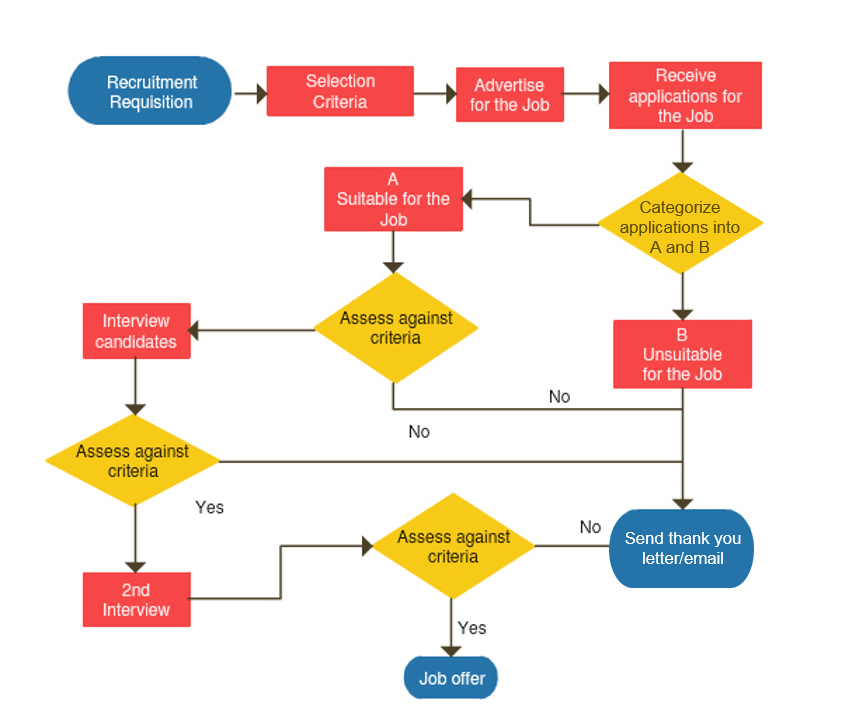 Recruitment
Requisition
Selection
Criteria
Advertise
for the Job
Receive
applications for
the Job
A
Suitable for the
Job
Categorize
applications into
A and B
Interview
candidates
Assess against
criteria
B
Unsuitable
for the Job
No
No
Assess against
criteria
Yes
Assess against
criteria
No
Send thank you
letter/email
2nd
Interview
Yes
Job offer